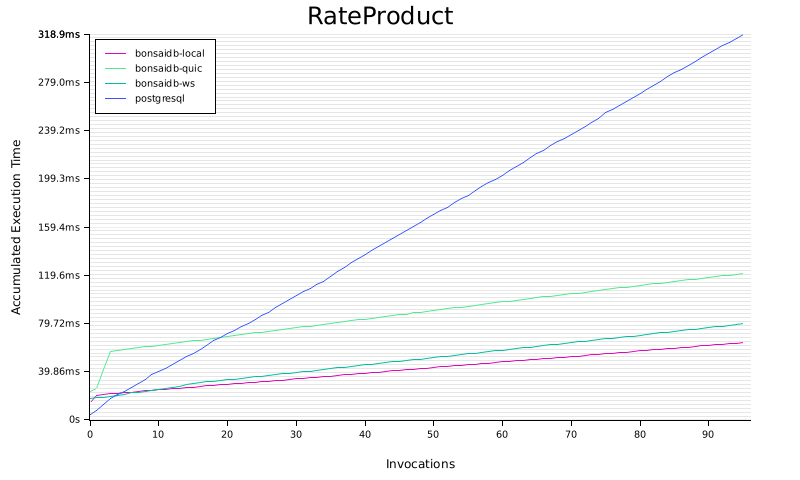 RateProduct
318.9ms
279.0ms
239.2ms
199.3ms
159.4ms
119.6ms
79.72ms
39.86ms
0s
Accumulated Execution Time
bonsaidb-local
bonsaidb-quic
bonsaidb-ws
postgresql
0 10 20 30 40 50 60 70 80 90
Invocations